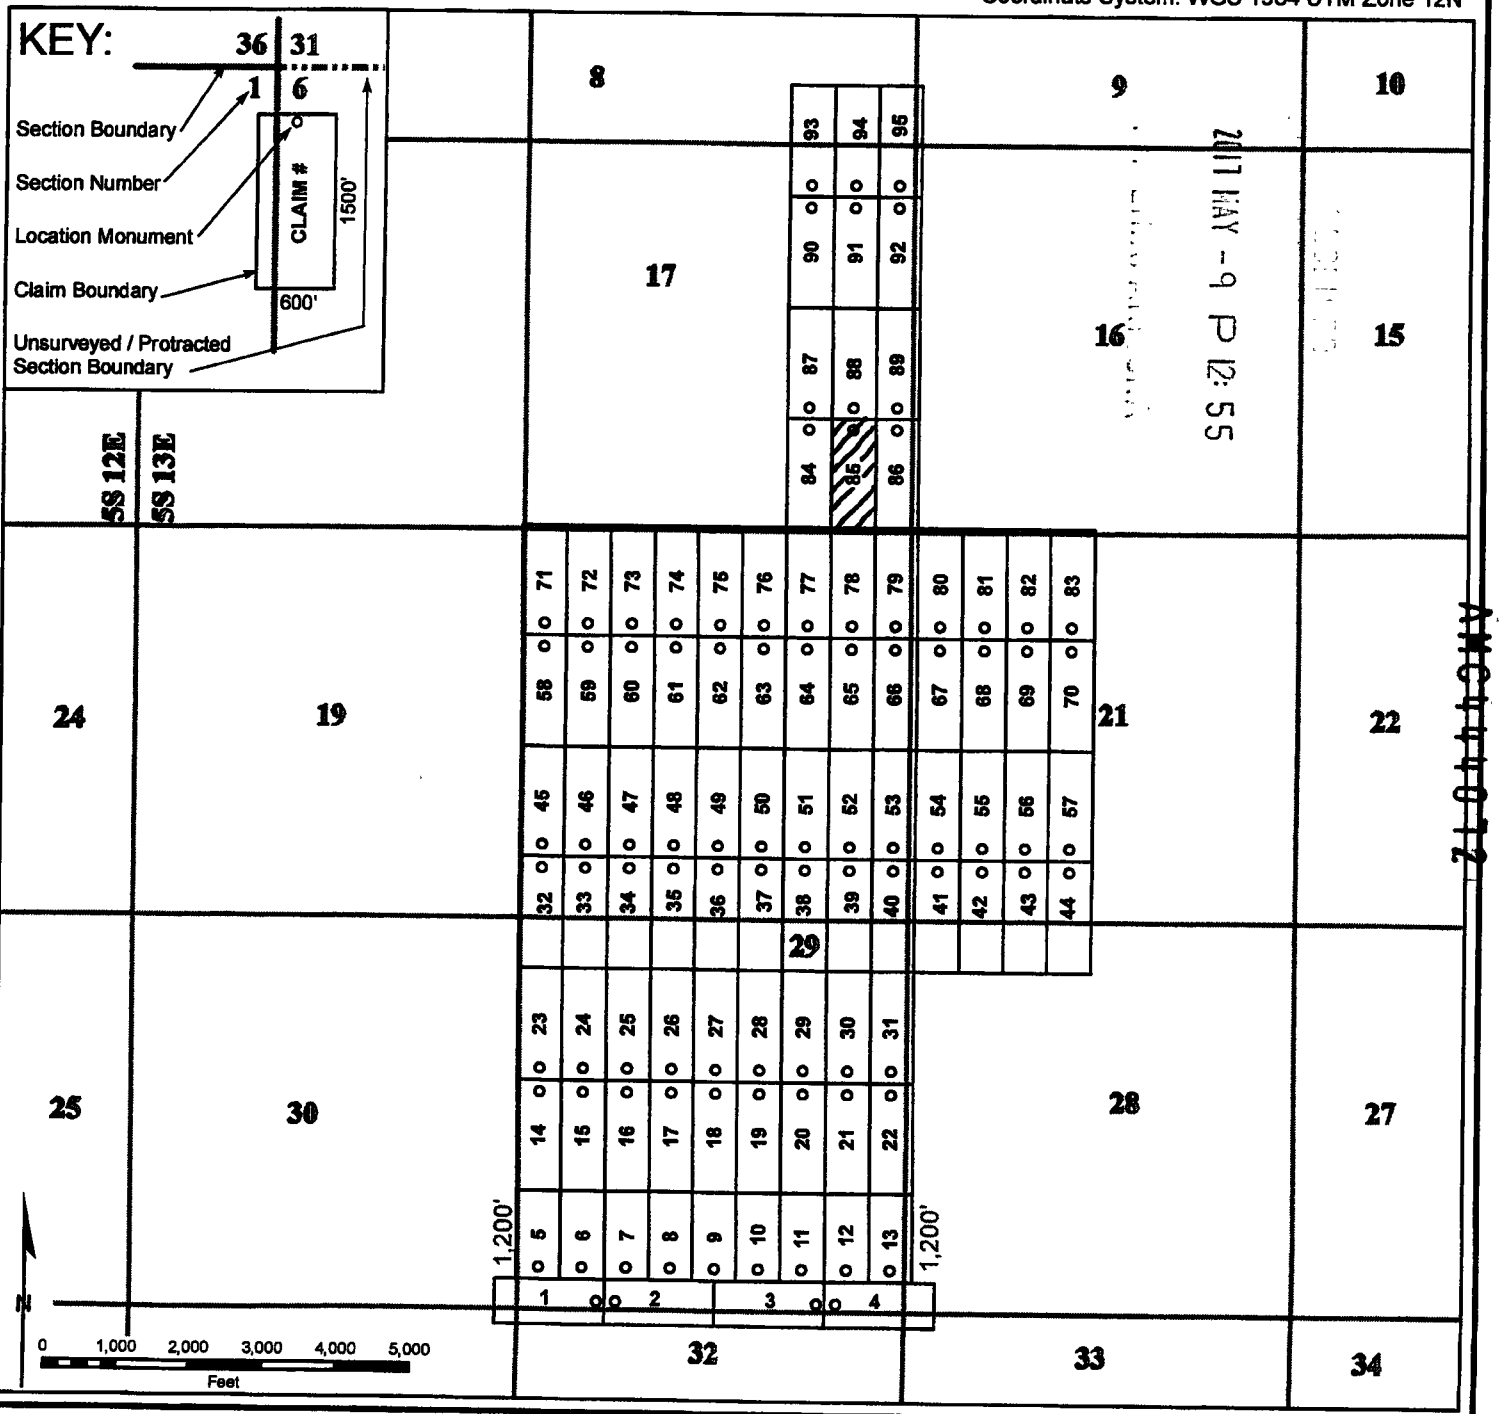 KEY:
36 31
1 6
Section Boundary
Section Number
Location Monument
Claim Boundary
Unsurveyed / Protracted
Section Boundary
CLAIM #
1500'
600'
8
9
10
93 94 95
2017 MAY -9 P 12:55
17
90 91 92
16
15
87 88 89
5S 12E
5S 13E
84 85 86
71 72 73 74 75 76 77 78 79 80 81 82 83
24
19
58 59 60 61 62 63 64 65 66 67 68 69 70
21
22
45 46 47 48 49 50 51 52 53 54 55 56 57
32 33 34 35 36 37 38 39 40 41 42 43 44
29
23 24 25 26 27 28 29 30 31
25
30
28
27
14 15 16 17 18 19 20 21 22
1,200'
5 6 7 8 9 10 11 12 13
1,200'
1 2 3 4
N
0 1,000 2,000 3,000 4,000 5,000
Feet
32
33
34